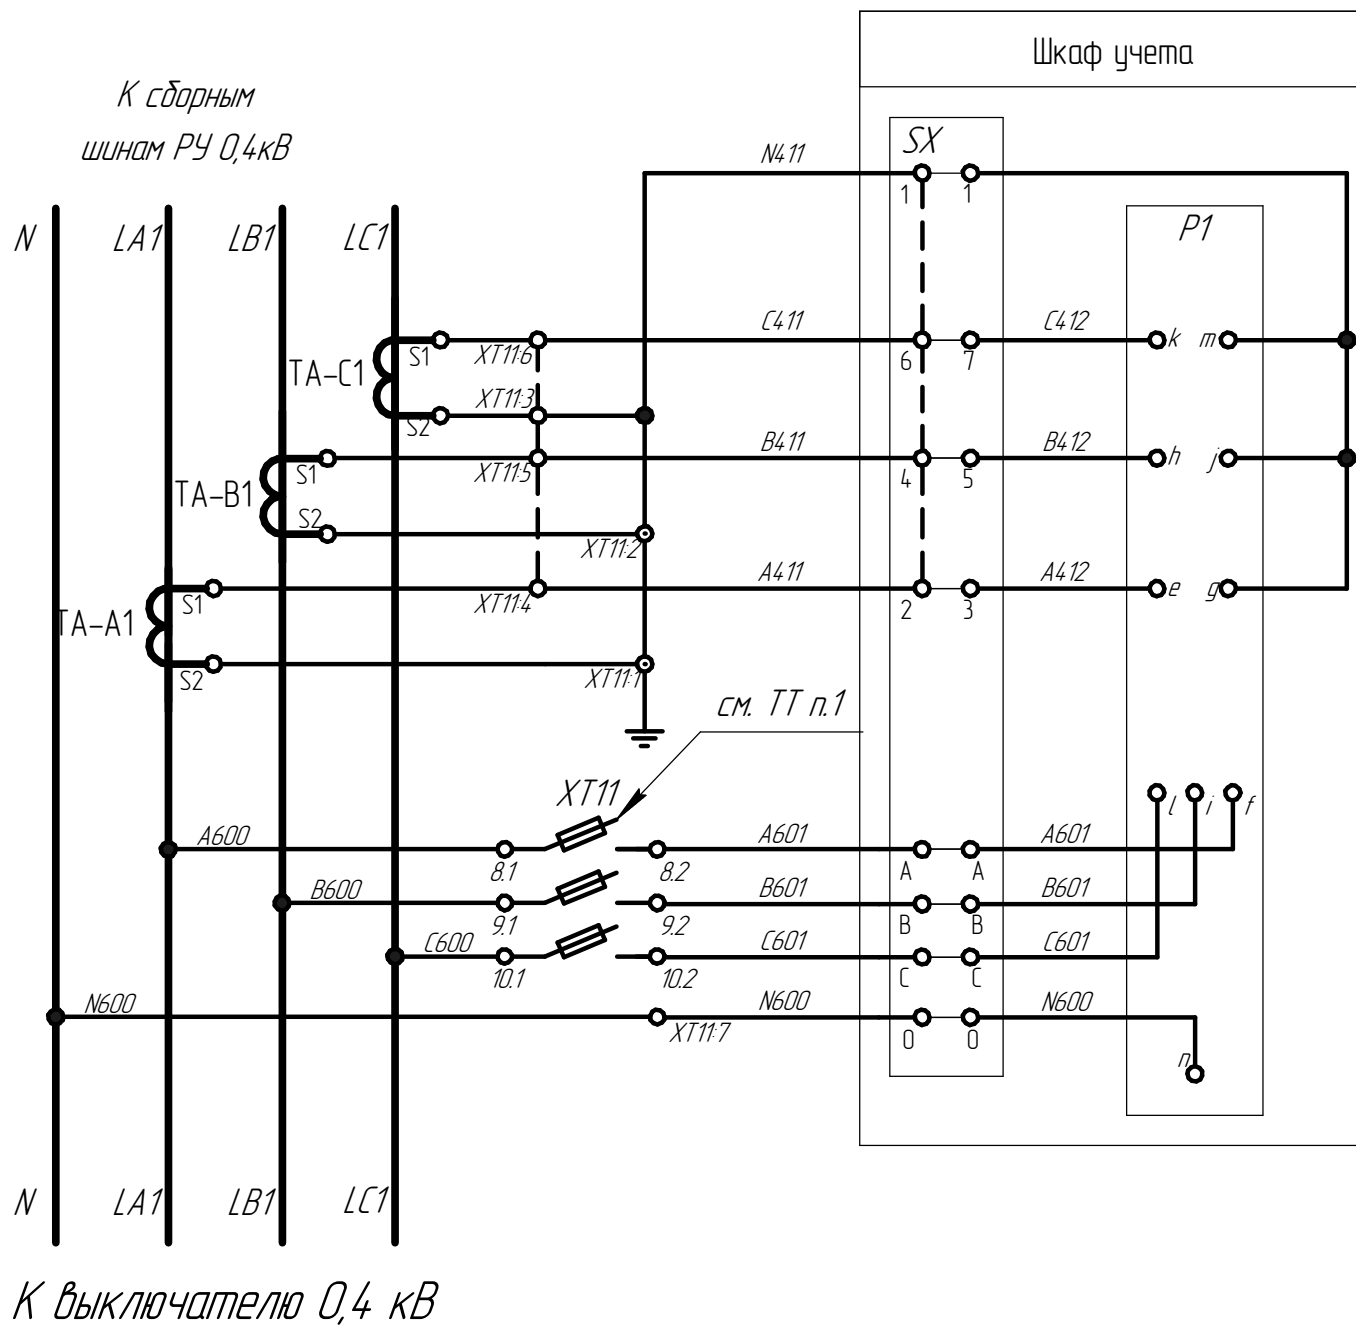 Шкаф учета
К сборным
шинам РУ 0,4кВ
SX
N411
1
1
P1
N
LA1
LB1
LC1
C411
C412
S1
XT11:6
6
7
k
m
TA-C1
XT11:3
S2
B411
B412
S1
XT11:5
4
5
h
j
TA-B1
S2
XT11:2
A411
A412
S1
XT11:4
2
3
e
g
TA-A1
S2
XT11:1
см. ТТ п.1
XT11
l
i
f
A600
A601
A601
8.1
8.2
A
A
B600
B601
B601
9.1
9.2
B
B
C600
C601
C601
10.1
10.2
C
C
N600
N600
N600
XT11:7
0
0
n
N
LA1
LB1
LC1
К выключателю 0,4 кВ